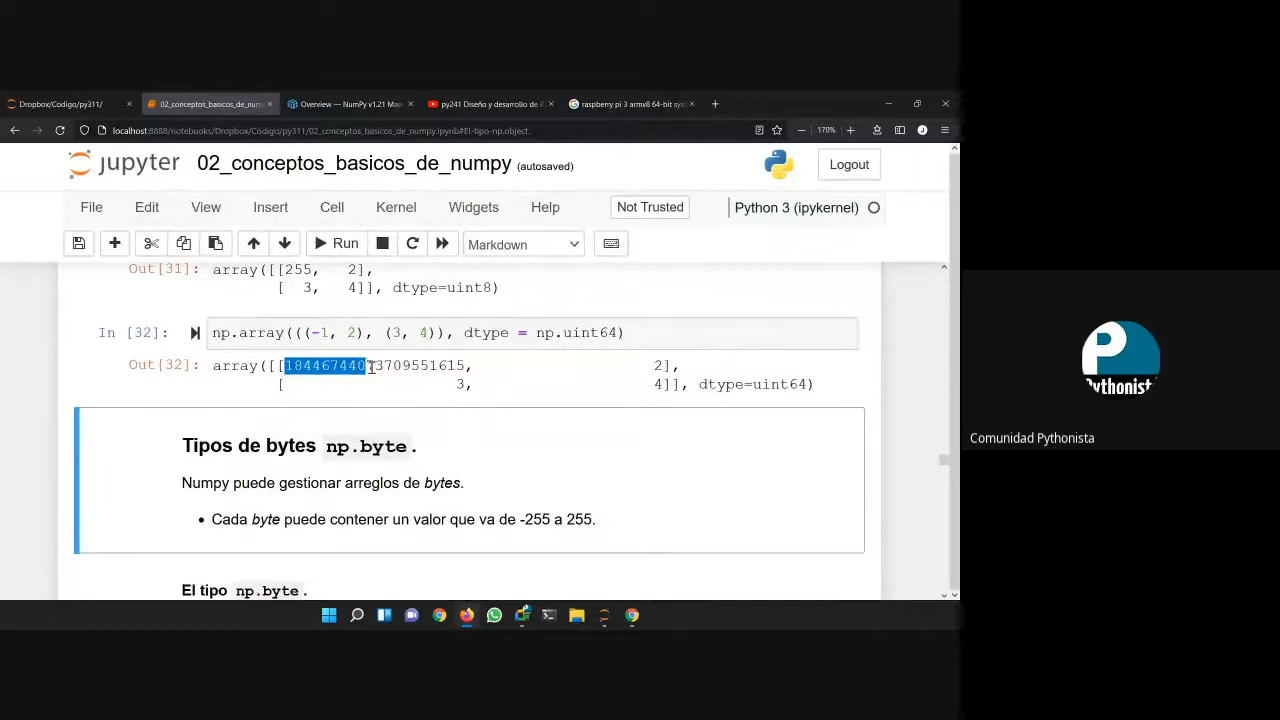 Dropbox/Codigo/py311/
02_conceptos_basicos_de_num
Overview — NumPy v1.21 Man
py241 Diseño y desarrollo de
raspberry pi 3 armv8 64-bit sys
localhost:8888/notebooks/Dropbox/Codigo/py311/02_conceptos_basicos_de_numpy.ipynb#El-tipo-np.object.
170%
J
jupyter 02_conceptos_basicos_de_numpy (autosaved)
Logout
File Edit View Insert Cell Kernel Widgets Help
Not Trusted
Python 3 (ipykernel)
Run
Markdown
Out[31]: array([[255, 2],
[ 3, 4]], dtype=uint8)
In [32]: np.array(((-1, 2), (3, 4)), dtype = np.uint64)
Out[32]: array([[18446744073709551615, 2],
[ 3, 4]], dtype=uint64)
Tipos de bytes np.byte.
Numpy puede gestionar arreglos de bytes.
• Cada byte puede contener un valor que va de -255 a 255.
El tipo np.byte.
Pythonist
Comunidad Pythonista